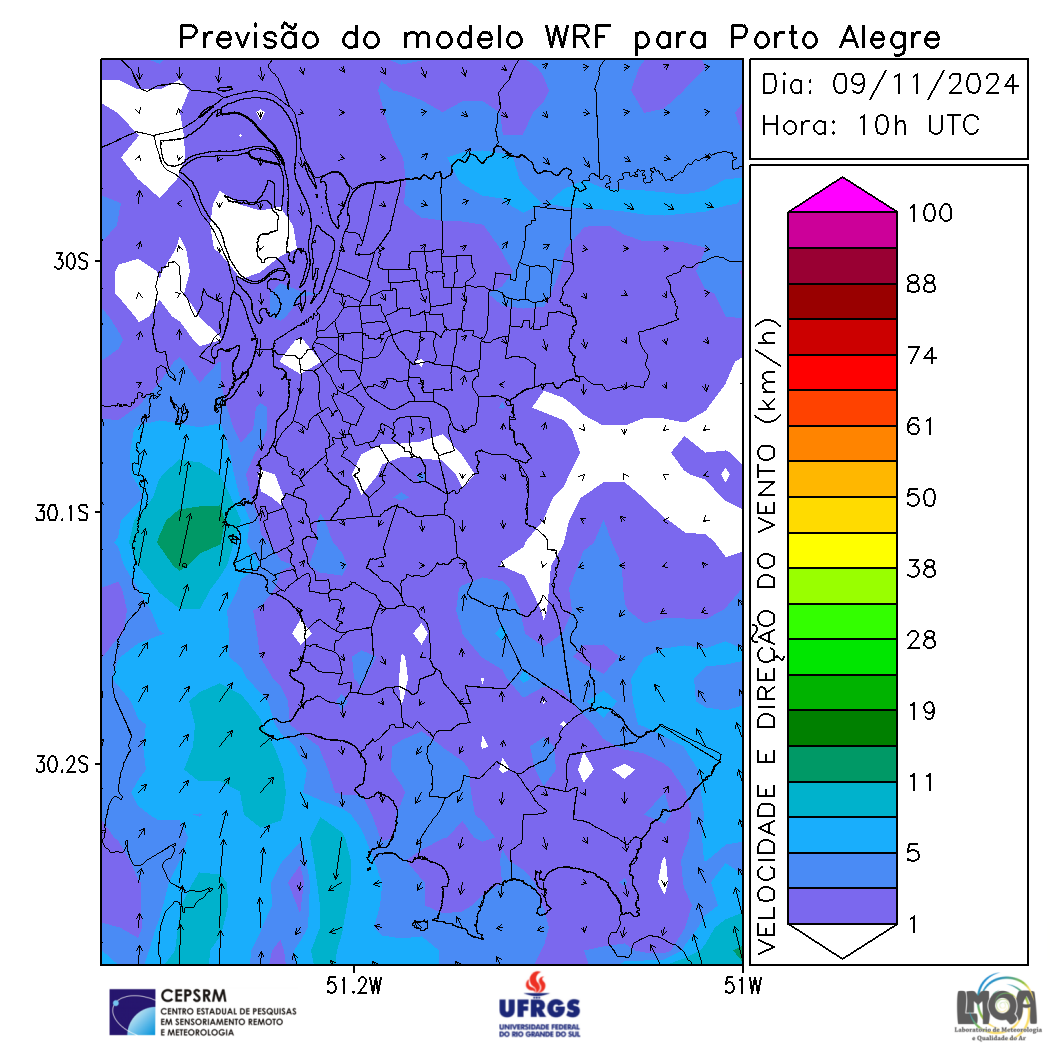 Previsão do modelo WRF para Porto Alegre
Dia: 09/11/2024
Hora: 10h UTC
30S
30.1S
30.2S
51.2W
51W
VELOCIDADE E DIREÇÃO DO VENTO (km/h)
100
88
74
61
50
38
28
19
11
5
1
CEPSRM
CENTRO ESTADUAL DE PESQUISAS
EM SENSORIAMENTO REMOTO
E METEOROLOGIA
UFRGS
UNIVERSIDADE FEDERAL
DO RIO GRANDE DO SUL
LMQA
Laboratório de Meteorologia
e Qualidade do Ar